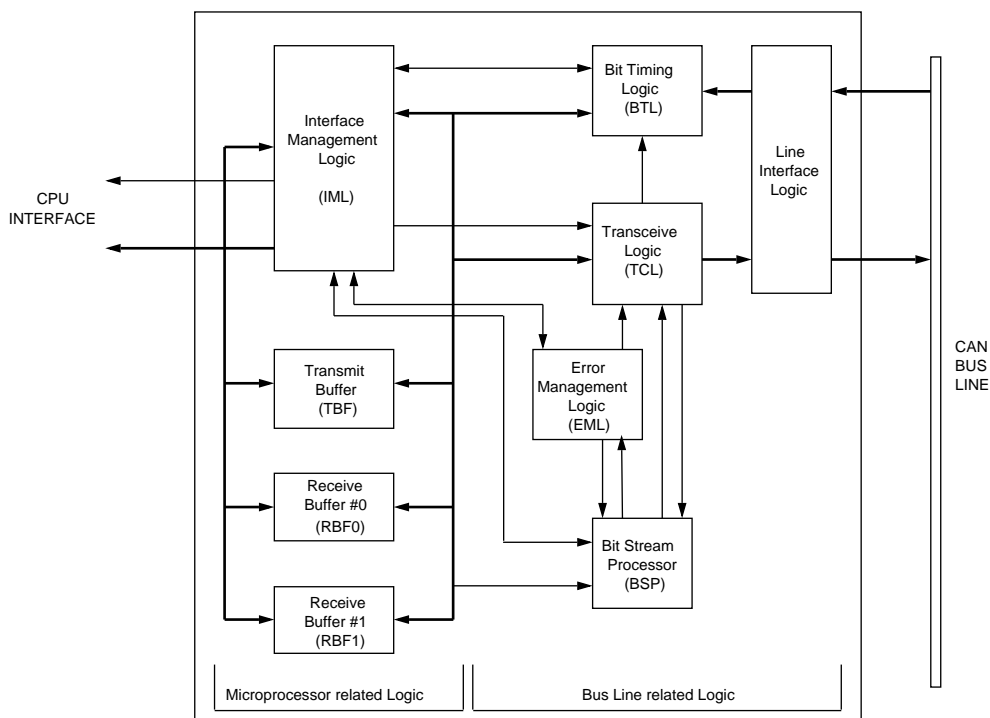 Interface
Management
Logic
(IML)
Bit Timing
Logic
(BTL)
Line
Interface
Logic
CPU
INTERFACE
Transceive
Logic
(TCL)
Transmit
Buffer
(TBF)
Error
Management
Logic
(EML)
CAN
BUS
LINE
Receive
Buffer #0
(RBF0)
Bit Stream
Processor
(BSP)
Receive
Buffer #1
(RBF1)
Microprocessor related Logic
Bus Line related Logic